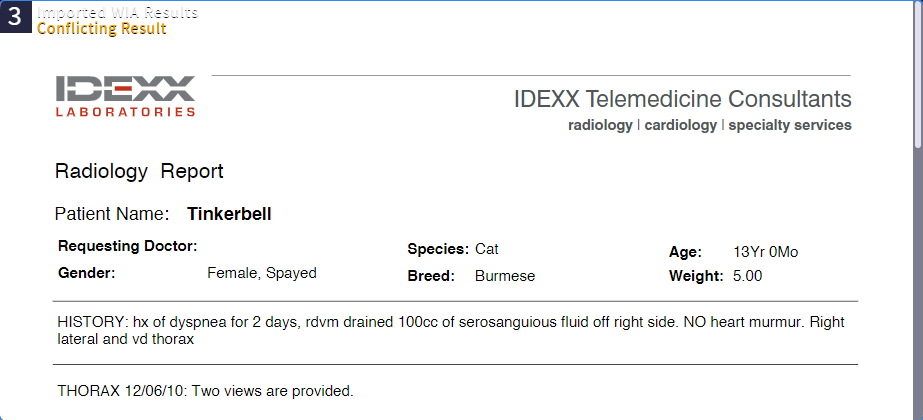 3
Imported WIA Results
Conflicting Result
IDEXX
LABORATORIES
IDEXX Telemedicine Consultants
radiology | cardiology | specialty services
Radiology Report
Patient Name: Tinkerbell
Requesting Doctor:
Species: Cat
Age: 13Yr 0Mo
Gender: Female, Spayed
Breed: Burmese
Weight: 5.00
HISTORY: hx of dyspnea for 2 days, rdvm drained 100cc of serosanguious fluid off right side. NO heart murmur. Right
lateral and vd thorax
THORAX 12/06/10: Two views are provided.